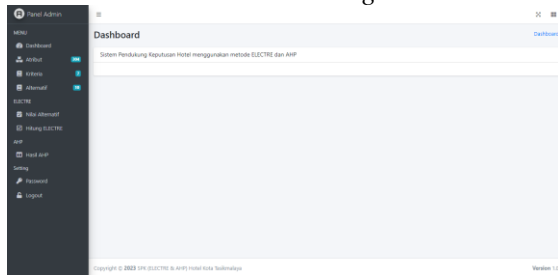 Panel Admin
MENU
Dashboard
Atribut
Kriteria
Alternatif
ELECTRE
Nilai Alternatif
Hitung ELECTRE
AHP
Hasil AHP
Setting
Password
Logout
Dashboard
Dashboard
Sistem Pendukung Keputusan Hotel menggunakan metode ELECTRE dan AHP
Copyright © 2023 SPK (ELECTRE & AHP) Hotel Kota Tasikmalaya
Version